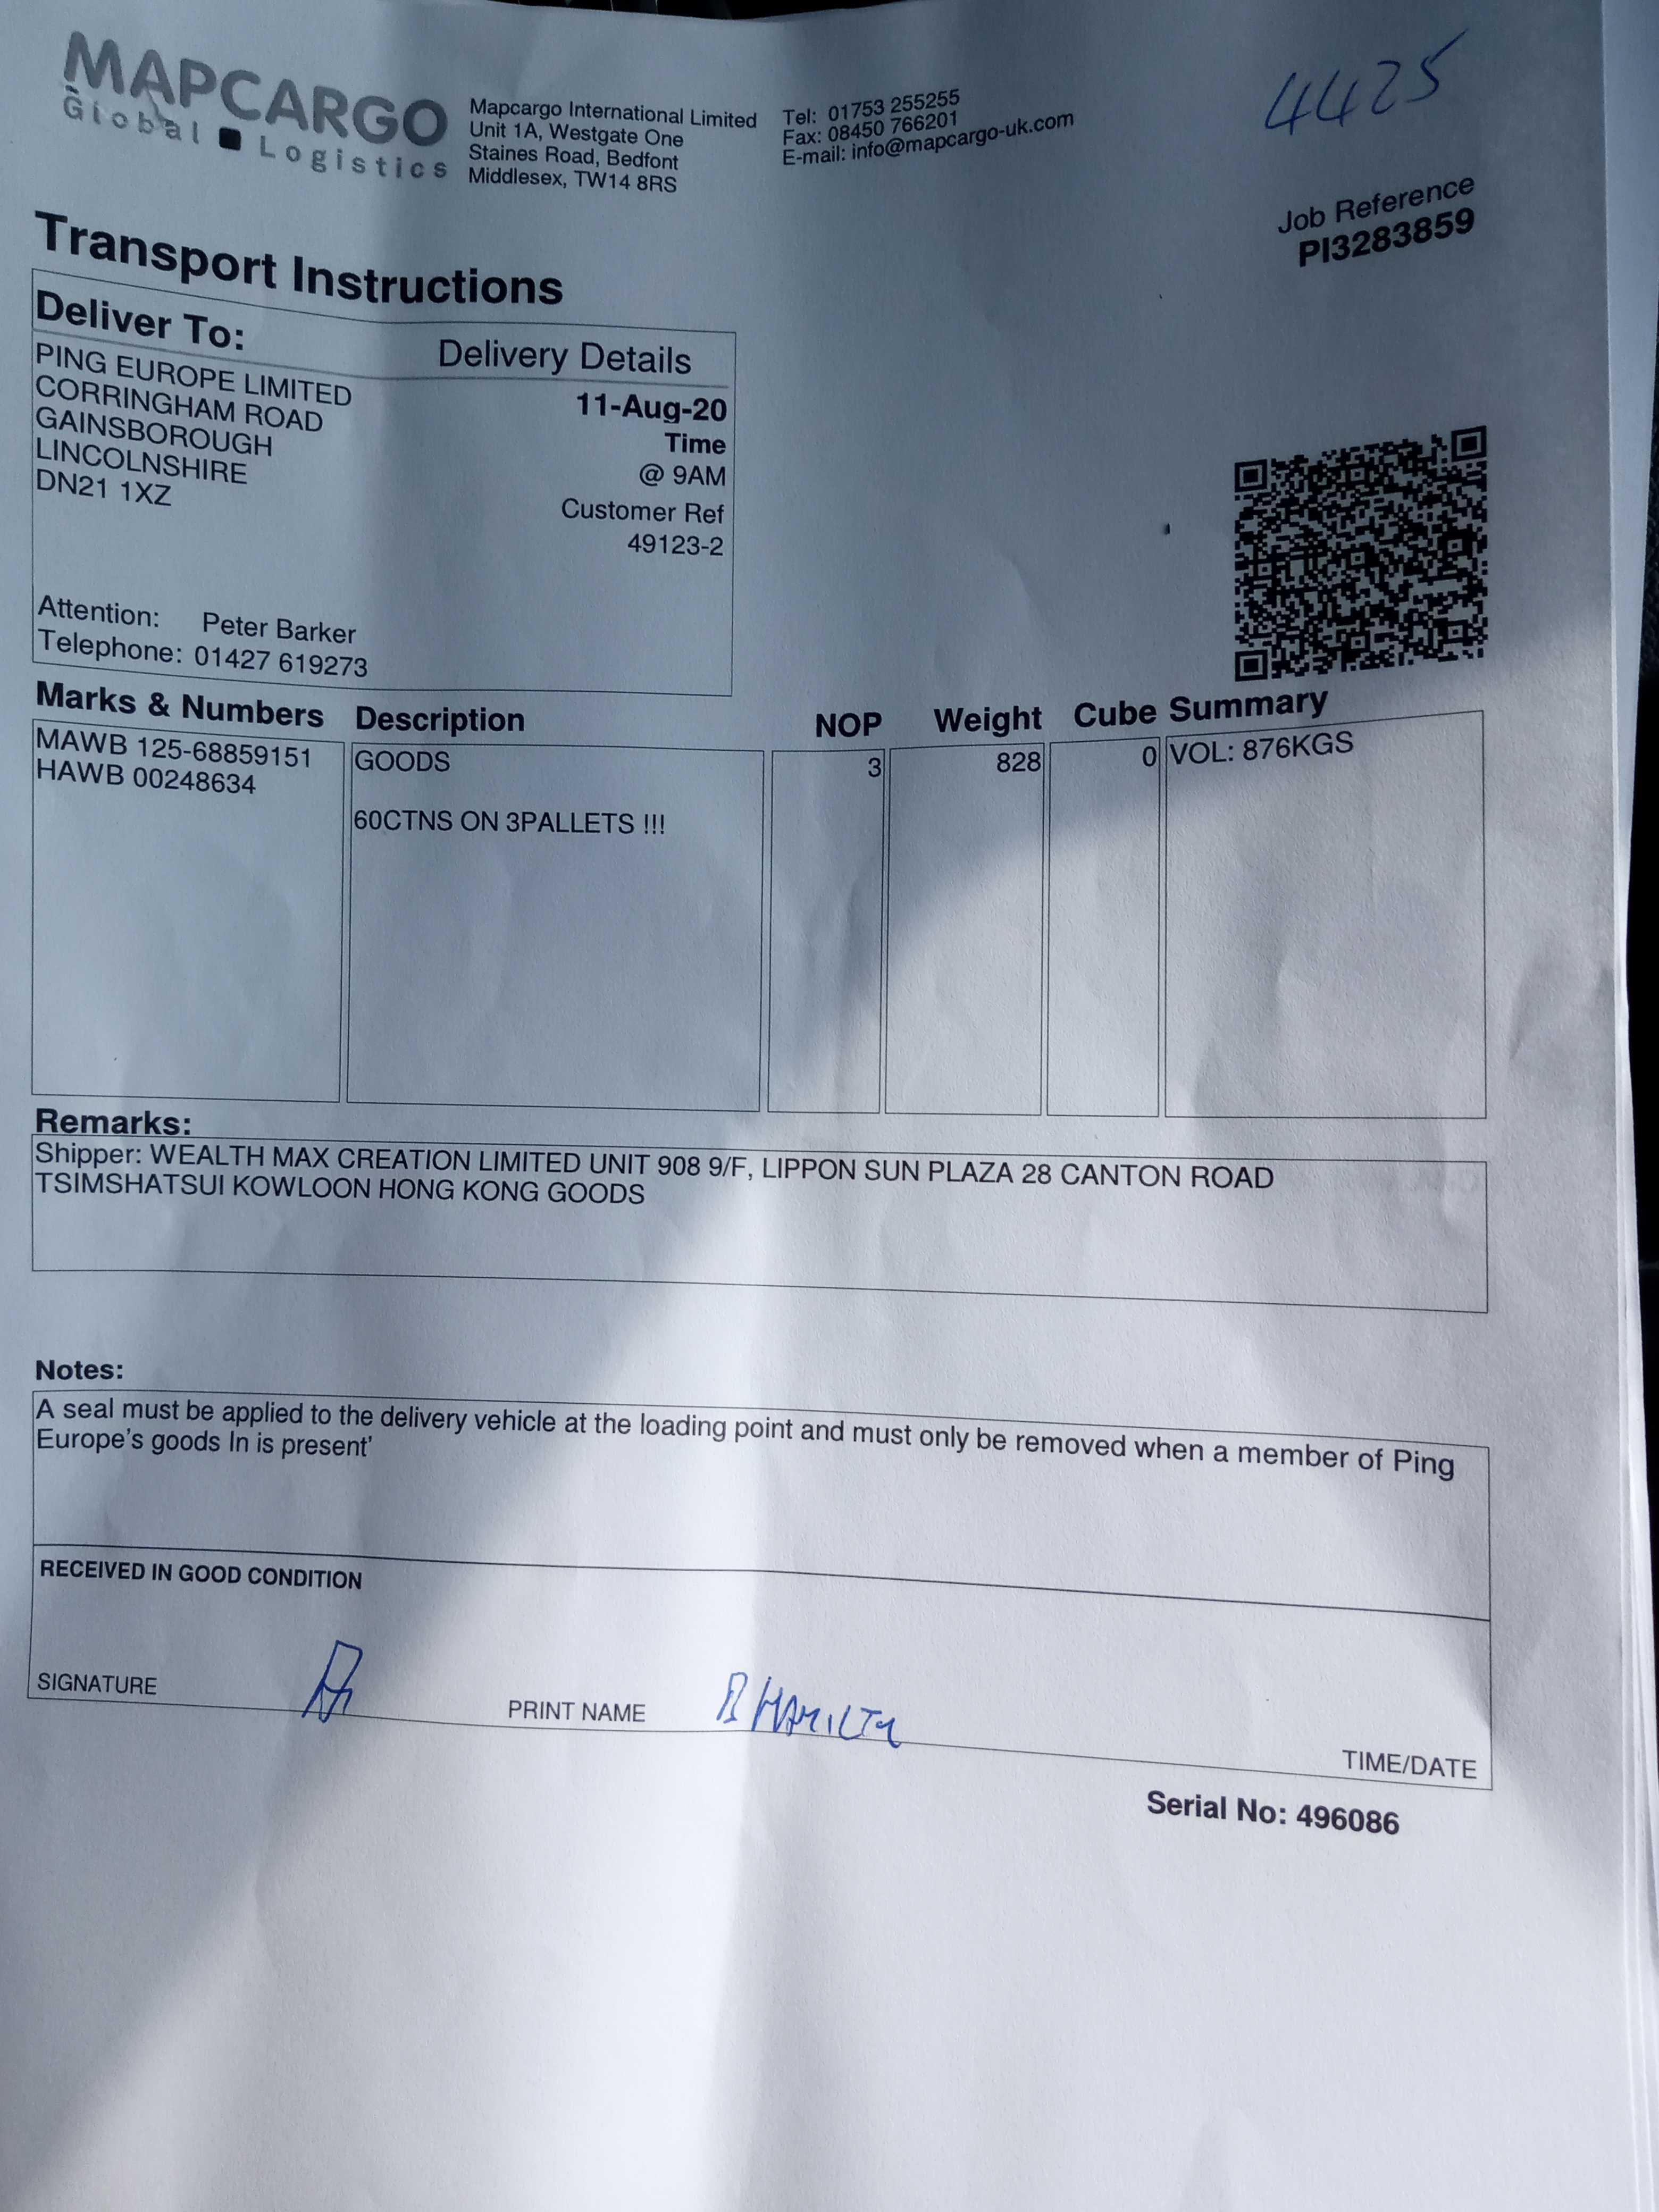 MAPCARGO
Global Logistics
Mapcargo International Limited
Unit 1A, Westgate One
Staines Road, Bedfont
Middlesex, TW14 8RS
Tel: 01753 255255
Fax: 08450 766201
E-mail: info@mapcargo-uk.com
4425
Job Reference
PI3283859
Transport Instructions
Deliver To:
PING EUROPE LIMITED
CORRINGHAM ROAD
GAINSBOROUGH
LINCOLNSHIRE
DN21 1XZ
Attention: Peter Barker
Telephone: 01427 619273
Delivery Details
11-Aug-20
Time
@ 9AM
Customer Ref
49123-2
Marks & Numbers Description NOP Weight Cube Summary
MAWB 125-68859151 GOODS 3 828 0 VOL: 876KGS
HAWB 00248634
60CTNS ON 3PALLETS !!!
Remarks:
Shipper: WEALTH MAX CREATION LIMITED UNIT 908 9/F, LIPPON SUN PLAZA 28 CANTON ROAD
TSIMSHATSUI KOWLOON HONG KONG GOODS
Notes:
A seal must be applied to the delivery vehicle at the loading point and must only be removed when a member of Ping
Europe's goods In is present'
RECEIVED IN GOOD CONDITION
SIGNATURE
PRINT NAME
TIME/DATE
Serial No: 496086